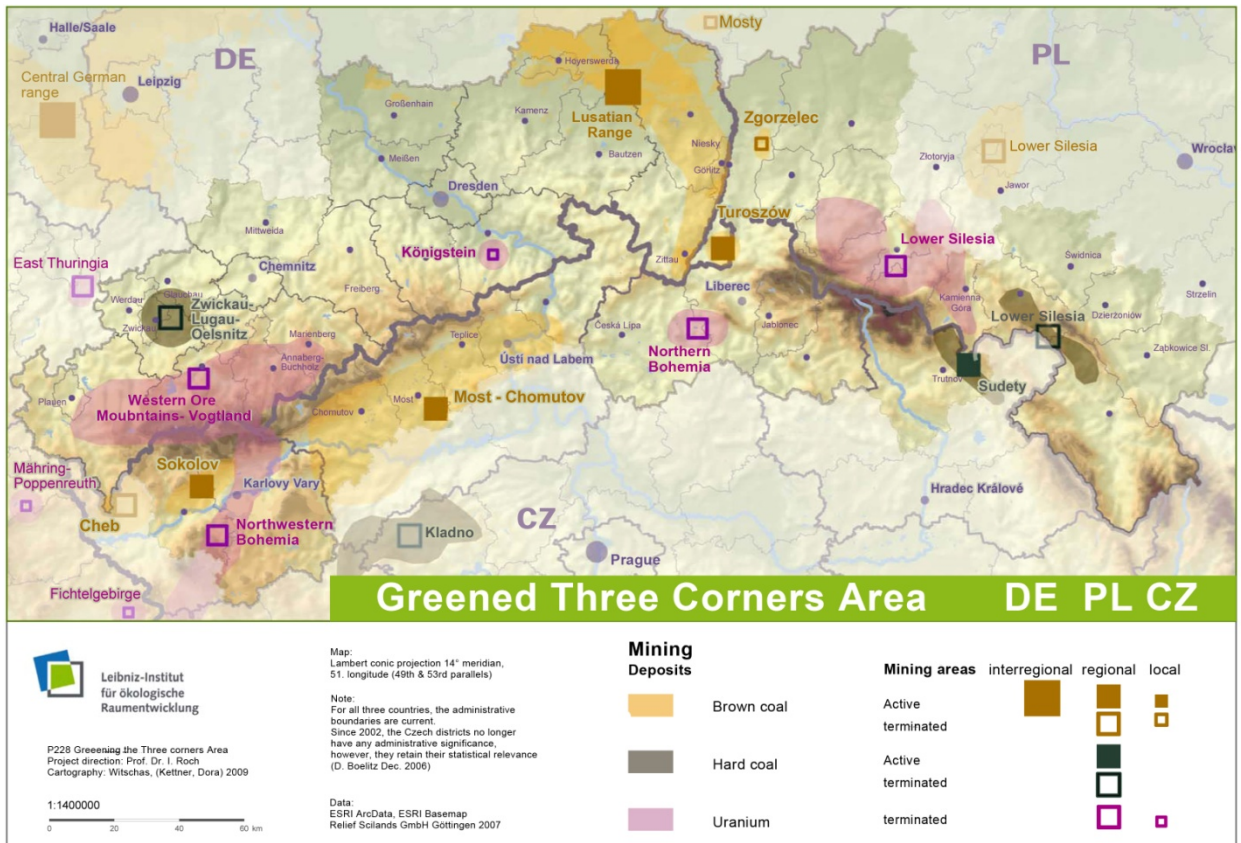 Halle/Saale
DE
Mosty
PL
Central German
range
Leipzig
Hoyerswerda
Großenhain
Kamenz
Lusatian
Range
Zgorzelec
Lower Silesia
Wrocław
Meißen
Bautzen
Niesky
Görlitz
Złotoryja
Jawor
Dresden
Mittweida
Königstein
Turoszów
Lower Silesia
Zittau
Świdnica
East Thuringia
Chemnitz
Freiberg
Liberec
Kamienna
Góra
Strzelin
Glauchau
Werdau
Zwickau
Zwickau-
Lugau-
Oelsnitz
Marienberg
Annaberg-
Buchholz
Teplice
Ústí nad Labem
Česká Lípa
Jablonec
Lower Silesia
Dzierżoniów
Ząbkowice Sl.
Northern
Bohemia
Trutnov
Sudety
Plauen
Western Ore
Moubntains- Vogtland
Chomutov
Most
Most - Chomutov
Mähring-
Poppenreuth
Sokolov
Karlovy Vary
Cheb
Northwestern
Bohemia
Kladno
CZ
Prague
Hradec Králové
Fichtelgebirge
Greened Three Corners Area DE PL CZ
Leibniz-Institut
für ökologische
Raumentwicklung
P228 Greeening the Three corners Area
Project direction: Prof. Dr. I. Roch
Cartography: Witschas, (Kettner, Dora) 2009
1:1400000
0 20 40 60 km
Map:
Lambert conic projection 14° meridian,
51. longitude (49th & 53rd parallels)
Note:
For all three countries, the administrative
boundaries are current.
Since 2002, the Czech districts no longer
have any administrative significance,
however, they retain their statistical relevance
(D. Boelitz Dec. 2006)
Data:
ESRI ArcData, ESRI Basemap
Relief Scilands GmbH Göttingen 2007
Mining
Deposits
Brown coal
Hard coal
Uranium
Mining areas interregional regional local
Active
terminated
Active
terminated
terminated